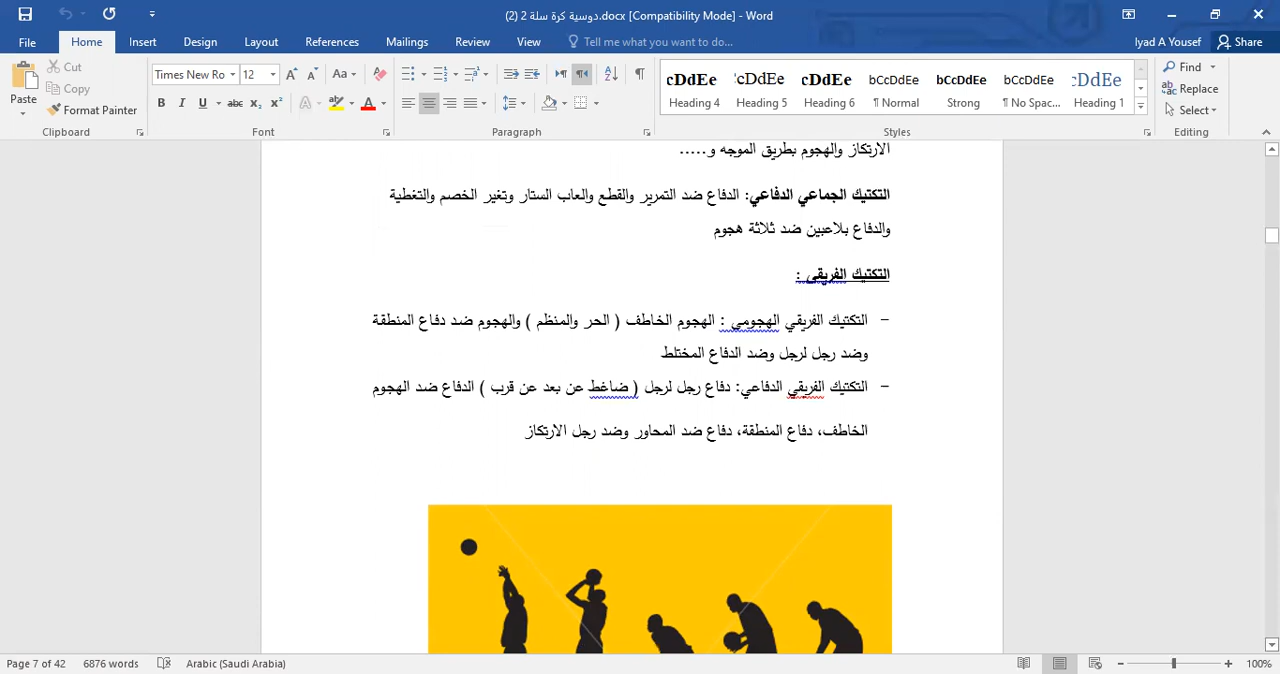 دوسية كرة سلة 2 (2).docx [Compatibility Mode] - Word
File Home Insert Design Layout References Mailings Review View Tell me what you want to do... Iyad A Yousef Share
Cut
Copy
Format Painter
Paste
Clipboard
Times New Ro 12
Font
Paragraph
cDdEe cDdEe cDdEe bCcDdEe bCcDdEe bCcDdEe cDdEe
Heading 4 Heading 5 Heading 6 ¶ Normal Strong ¶ No Spac... Heading 1
Styles
Find
Replace
Select
Editing
الارتكاز والهجوم بطريق الموجه و.....
التكتيك الجماعي الدفاعي: الدفاع ضد التمرير والقطع والعاب الستار وتغير الخصم والتغطية
والدفاع بلاعبين ضد ثلاثة هجوم
التكتيك الفريقي :
- التكتيك الفريقي الهجومي : الهجوم الخاطف ( الحر والمنظم ) والهجوم ضد دفاع المنطقة
وضد رجل لرجل وضد الدفاع المختلط
- التكتيك الفريقي الدفاعي: دفاع رجل لرجل ( ضاغط عن بعد عن قرب ) الدفاع ضد الهجوم
الخاطف، دفاع المنطقة، دفاع ضد المحاور وضد رجل الارتكاز
Page 7 of 42 6876 words Arabic (Saudi Arabia) 100%